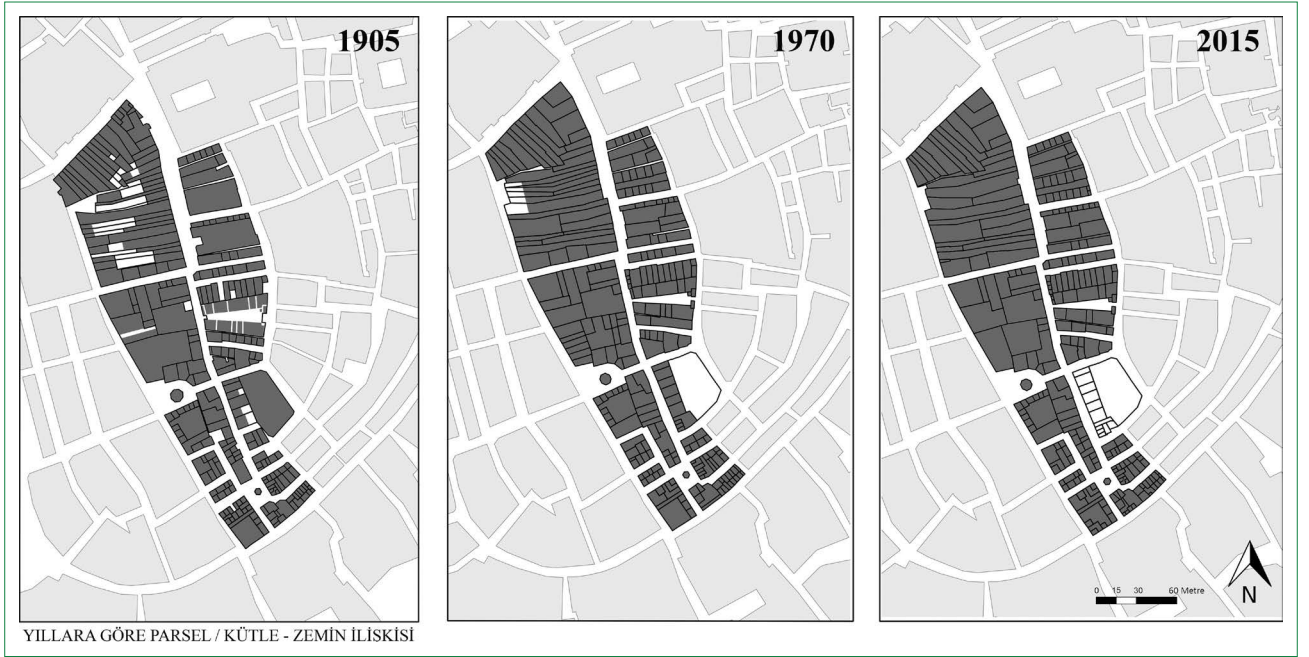 1905
1970
2015
0 15 30 60 Metre
N
YILLARA GÖRE PARSEL / KÜTLE - ZEMİN İLİSKİSİ